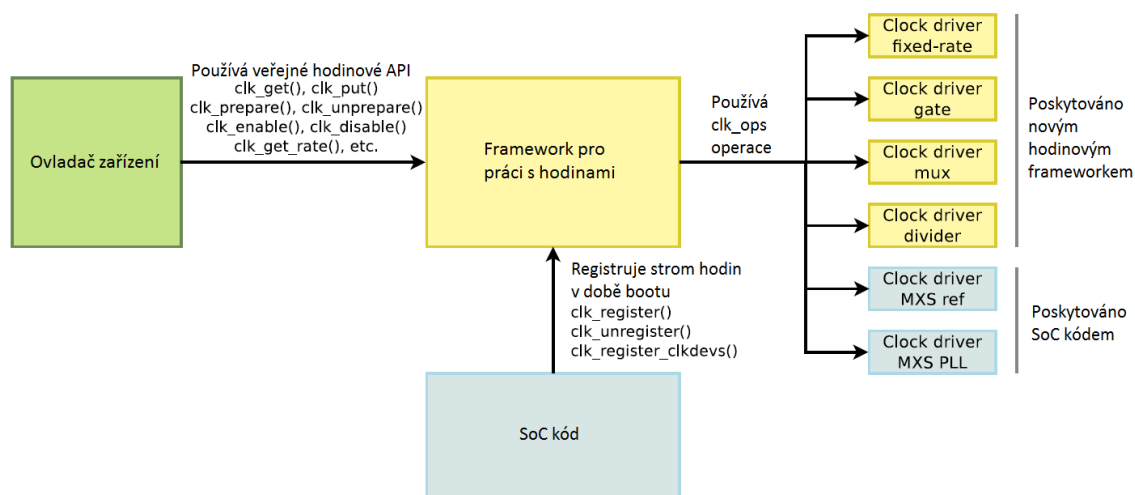 Ovladač zařízení
Používá veřejné hodinové API
clk_get(), clk_put()
clk_prepare(), clk_unprepare()
clk_enable(), clk_disable()
clk_get_rate(), etc.
Framework pro
práci s hodinami
Používá
clk_ops
operace
Clock driver
fixed-rate
Clock driver
gate
Clock driver
mux
Clock driver
divider
Poskytováno
novým
hodinovým
frameworkem
Clock driver
MXS ref
Clock driver
MXS PLL
Poskytováno
SoC kódem
Registruje strom hodin
v době bootu
clk_register()
clk_unregister()
clk_register_clkdevs()
SoC kód